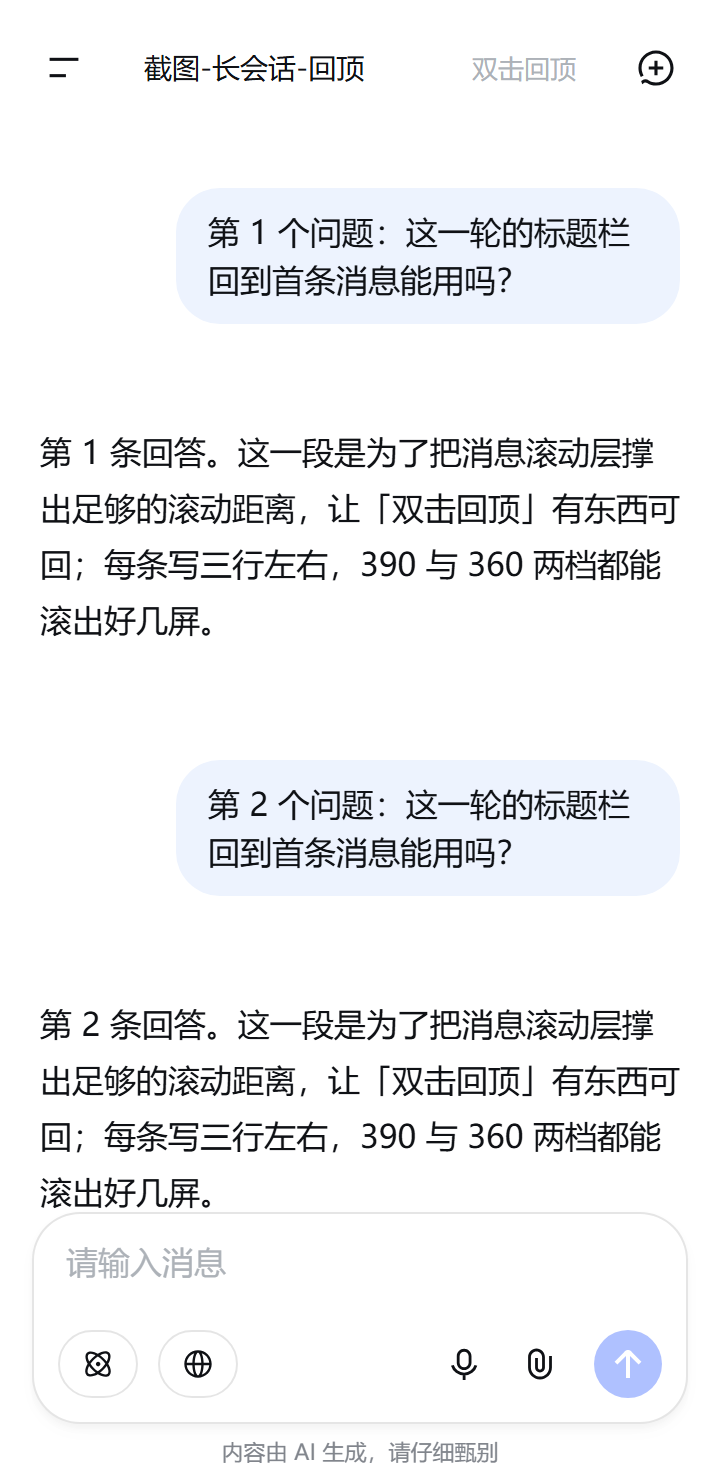 截图-长会话-回顶
双击回顶
第 1 个问题：这一轮的标题栏
回到首条消息能用吗？
第 1 条回答。这一段是为了把消息滚动层撑
出足够的滚动距离，让「双击回顶」有东西可
回；每条写三行左右，390 与 360 两档都能
滚出好几屏。
第 2 个问题：这一轮的标题栏
回到首条消息能用吗？
第 2 条回答。这一段是为了把消息滚动层撑
出足够的滚动距离，让「双击回顶」有东西可
回；每条写三行左右，390 与 360 两档都能
滚出好几屏。
请输入消息
内容由 AI 生成，请仔细甄别